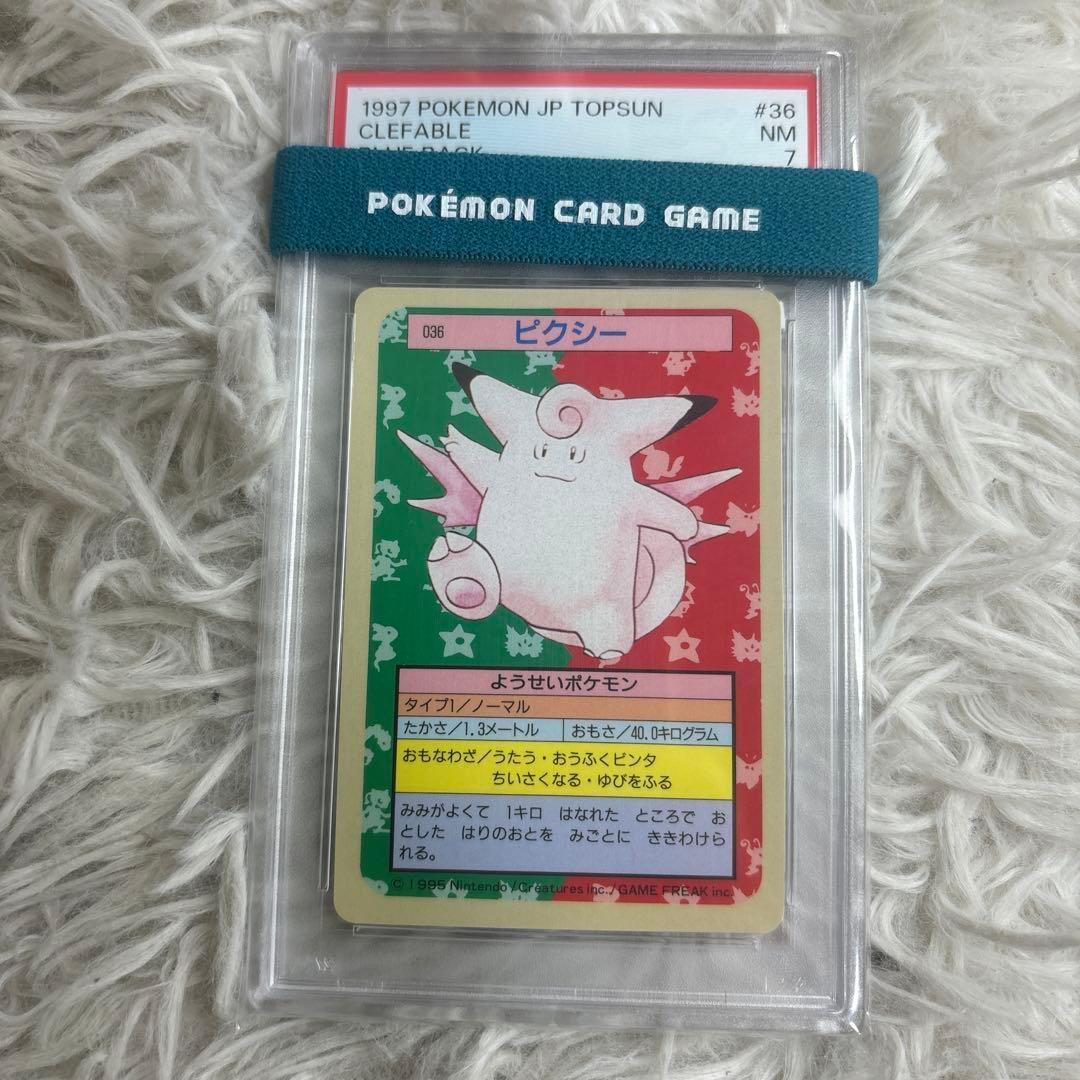 1997 POKEMON JP TOPSUN #36
CLEFABLE NM
BLUE BACK 7
POKÉMON CARD GAME
036 ピクシー
ようせいポケモン
タイプ1/ノーマル
たかさ/1.3メートル おもさ/40.0キログラム
おもなわざ/うたう・おうふくビンタ
ちいさくなる・ゆびをふる
みみがよくて 1キロ はなれた ところで お
とした はりのおとを みごとに ききわけら
れる。
© 1995 Nintendo/Creatures inc./GAME FREAK inc.